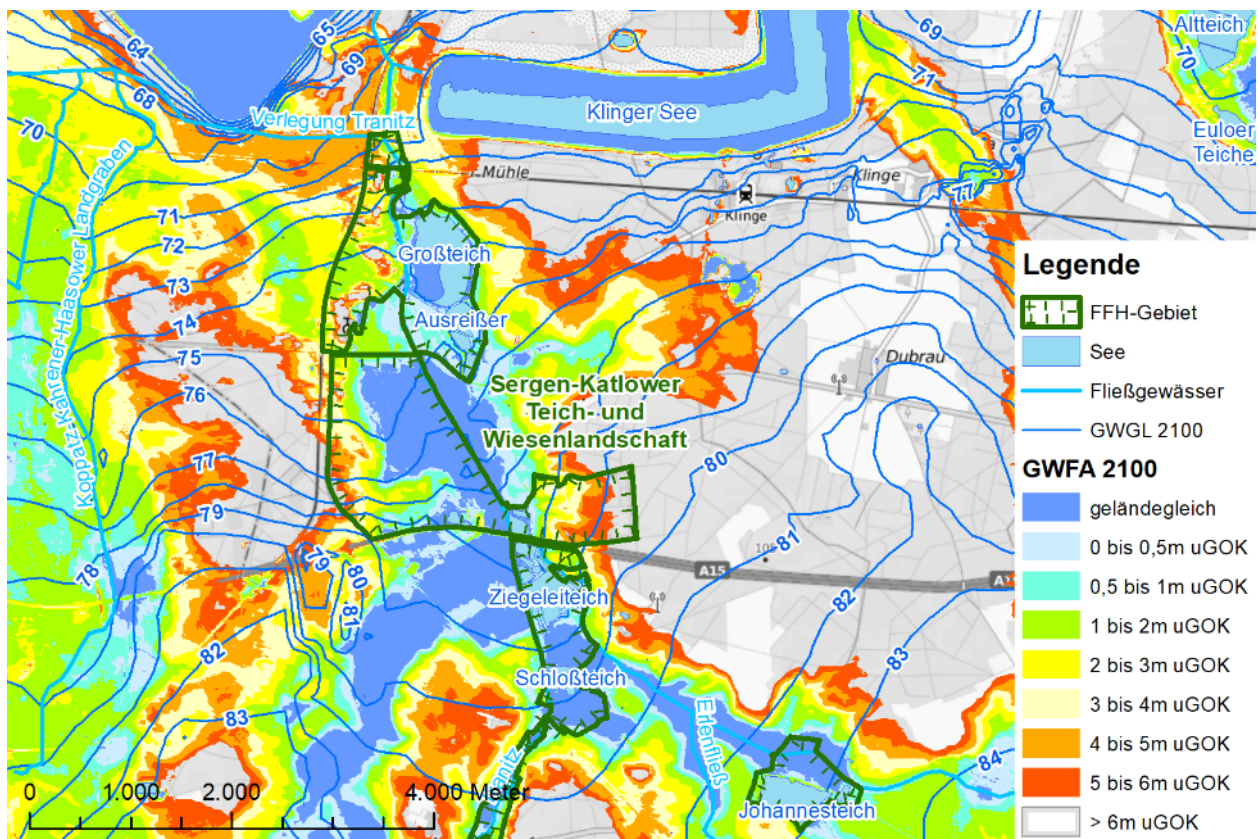 64
65
69
68
70
Verlegung Tranitz
Klinger See
69
71
Altteich
70
Euloer
Teiche
Mühle
Klinge
Klinge
77
71
72
73
74
75
76
77
79
78
Koppatz-Kahrener-Haasower Landgraben
Großteich
Ausreißer
Sergen-Katlower
Teich- und
Wiesenlandschaft
Dubrau
80
81
A15
82
83
84
79
80
81
82
83
Ziegeleiteich
Schloßteich
Erlenfließ
Johannesteich
0 1.000 2.000 4.000 Meter
Legende
FFH-Gebiet
See
Fließgewässer
GWGL 2100
GWFA 2100
geländegleich
0 bis 0,5m uGOK
0,5 bis 1m uGOK
1 bis 2m uGOK
2 bis 3m uGOK
3 bis 4m uGOK
4 bis 5m uGOK
5 bis 6m uGOK
> 6m uGOK